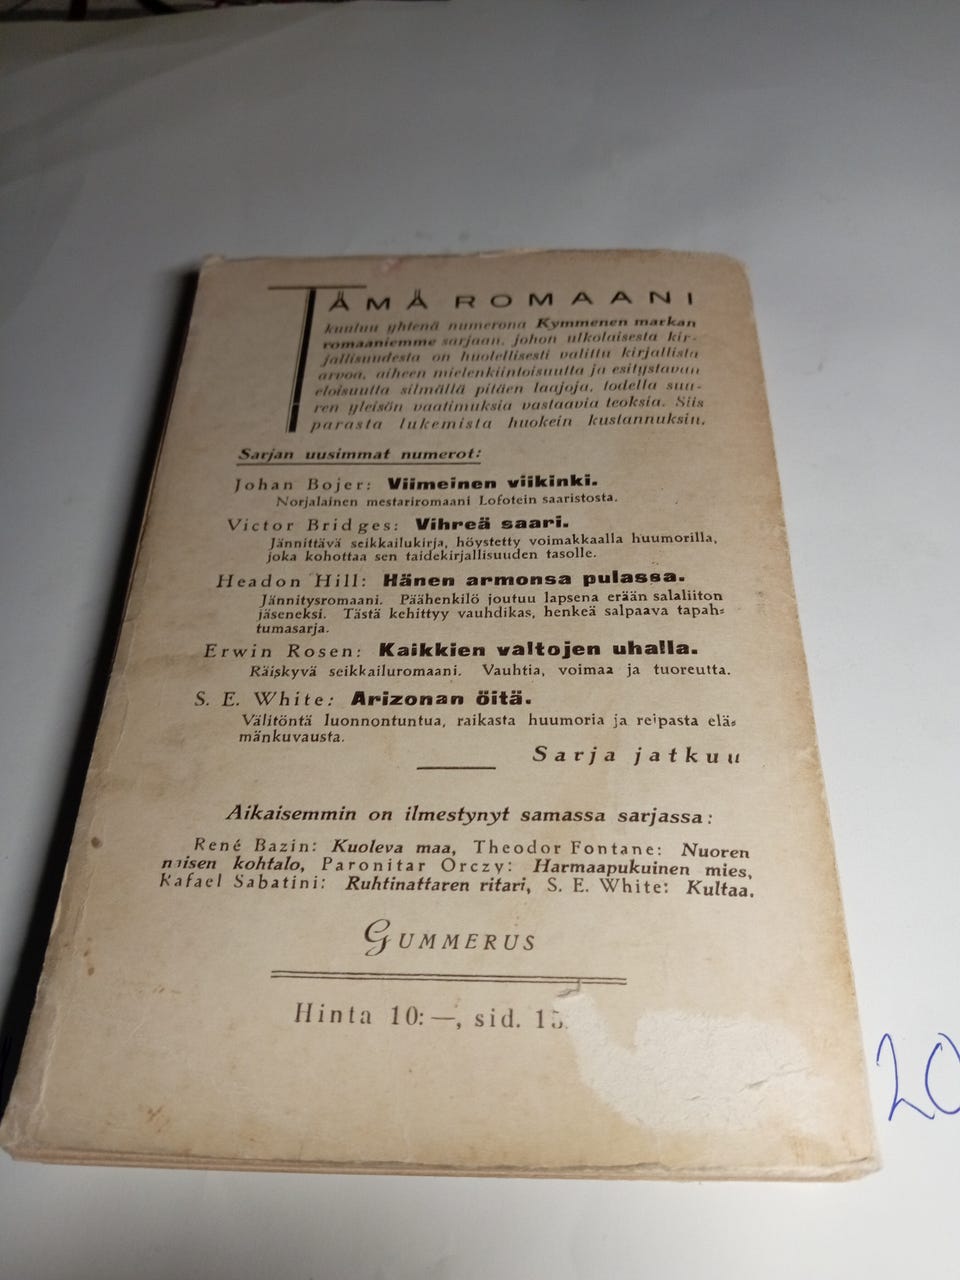 TÄMÄ ROMAANI
kuuluu yhtenä numerona Kymmenen markan
romaaniemme sarjaan, johon ulkolaisesta kir-
jallisuudesta on huolellisesti valittu kirjallista
arvoa, aiheen mielenkiintoisuutta ja esitystavan
eloisuutta silmällä pitäen laajoja, todella suu-
ren yleisön vaatimuksia vastaavia teoksia. Siis
parasta lukemista huokein kustannuksin.
Sarjan uusimmat numerot:
Johan Bojer: Viimeinen viikinki.
Norjalainen mestariromaani Lofotein saaristosta.
Victor Bridges: Vihreä saari.
Jännittävä seikkailukirja, höystetty voimakkaalla huumorilla,
joka kohottaa sen taidekirjallisuuden tasolle.
Headon Hill: Hänen armonsa pulassa.
Jännitysromaani. Päähenkilö joutuu lapsena erään salaliiton
jäseneksi. Tästä kehittyy vauhdikas, henkeä salpaava tapah-
tumasarja.
Erwin Rosen: Kaikkien valtojen uhalla.
Räiskyvä seikkailuromaani. Vauhtia, voimaa ja tuoreutta.
S. E. White: Arizonan öitä.
Välitöntä luonnontuntua, raikasta huumoria ja reipasta elä-
mänkuvausta.
Sarja jatkuu
Aikaisemmin on ilmestynyt samassa sarjassa:
René Bazin: Kuoleva maa, Theodor Fontane: Nuoren
naisen kohtalo, Paronitar Orczy: Harmaapukuinen mies,
Rafael Sabatini: Ruhtinattaren ritari, S. E. White: Kultaa.
GUMMERUS
Hinta 10:—, sid. 15
20